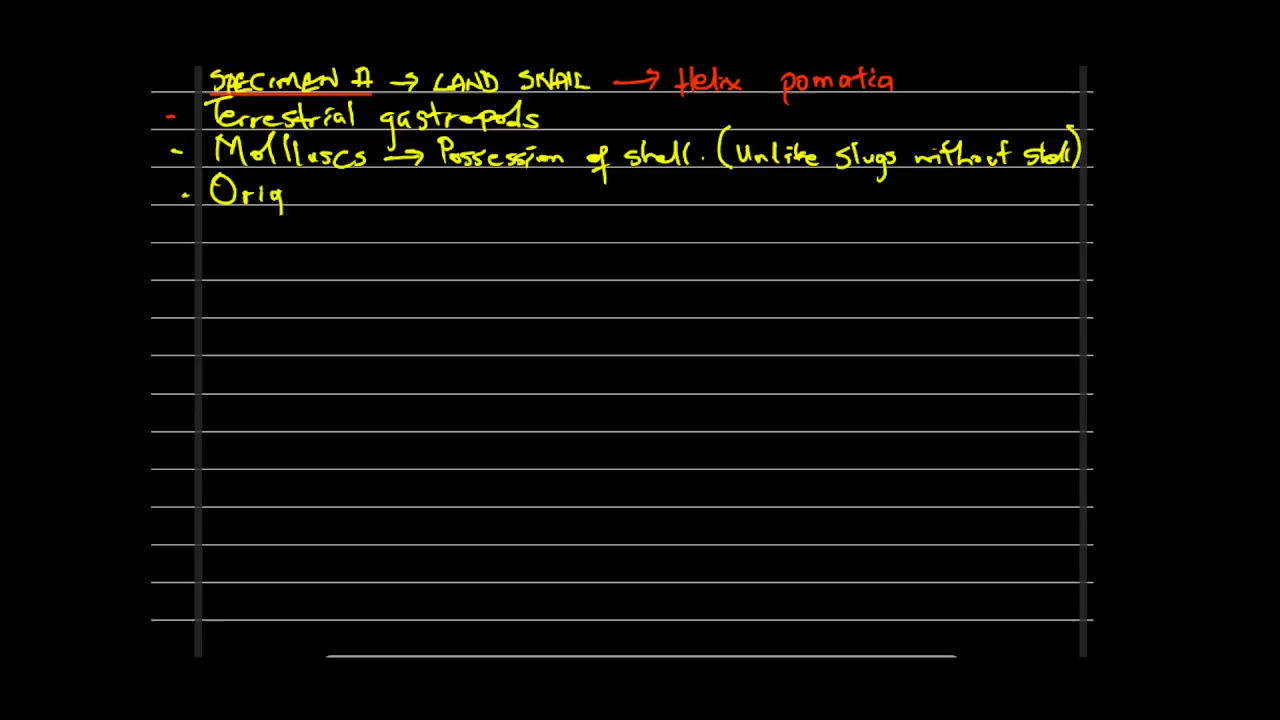 SPECIMEN A → LAND SNAIL → Helix pomatia
- Terrestrial gastropods
- Molluscs → Possession of shell. (Unlike slugs without shell)
- Orig